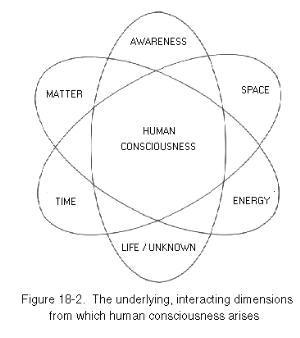 AWARENESS
MATTER
SPACE
HUMAN
CONSCIOUSNESS
TIME
ENERGY
LIFE / UNKNOWN
Figure 18-2. The underlying, interacting dimensions
from which human consciousness arises